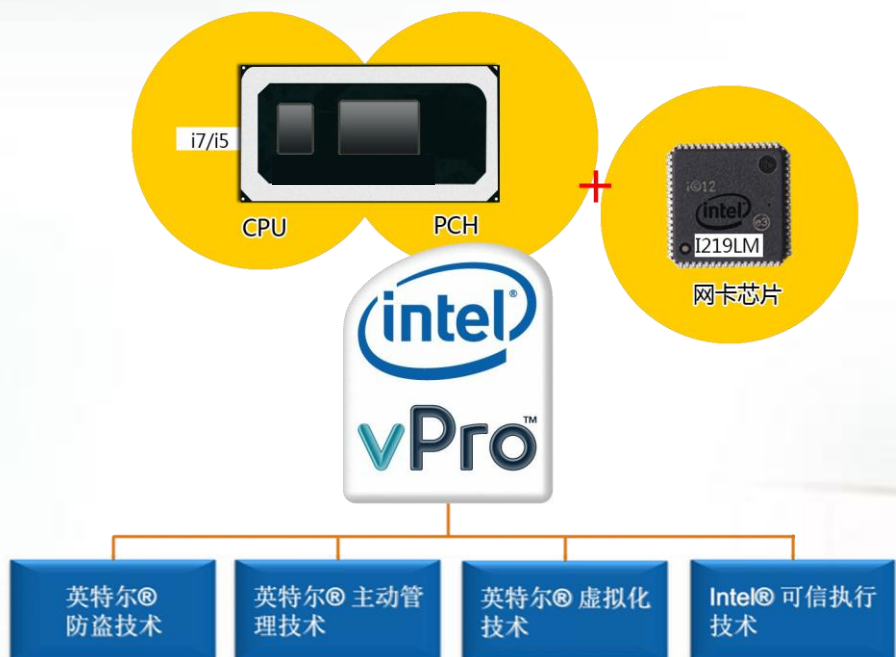 i7/i5
CPU
PCH
+
i©12
intel
e3
I219LM
网卡芯片
intel®
vPro™
英特尔®
防盗技术
英特尔® 主动管
理技术
英特尔® 虚拟化
技术
Intel® 可信执行
技术